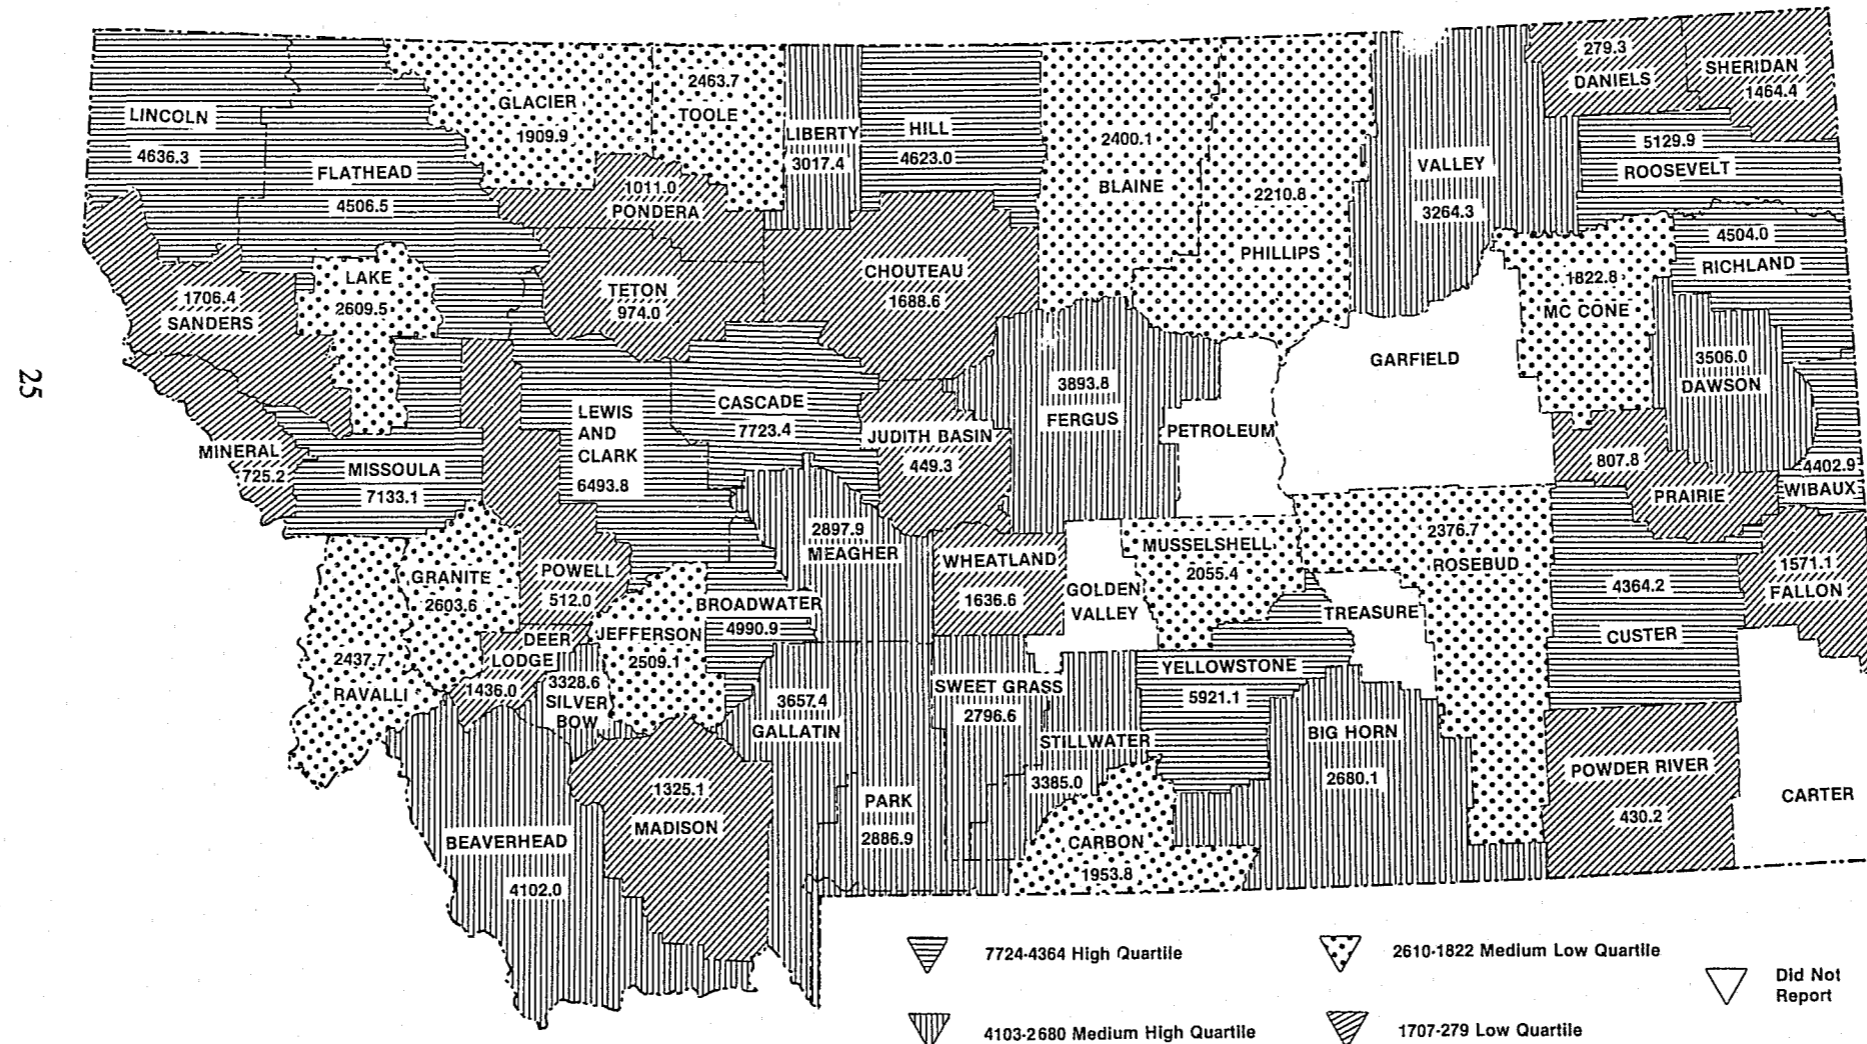 LINCOLN
4636.3
FLATHEAD
4506.5
GLACIER
1909.9
2463.7
TOOLE
LIBERTY
3017.4
HILL
4623.0
2400.1
BLAINE
2210.8
PHILLIPS
VALLEY
3264.3
279.3
DANIELS
SHERIDAN
1464.4
5129.9
ROOSEVELT
4504.0
RICHLAND
1011.0
PONDERA
LAKE
2609.5
1706.4
SANDERS
TETON
974.0
CHOUTEAU
1688.6
1822.8
MC CONE
GARFIELD
3506.0
DAWSON
25
MINERAL
725.2
MISSOULA
7133.1
LEWIS
AND
CLARK
6493.8
CASCADE
7723.4
JUDITH BASIN
449.3
3893.8
FERGUS
PETROLEUM
807.8
PRAIRIE
4402.9
WIBAUX
GRANITE
2603.6
POWELL
512.0
2897.9
MEAGHER
BROADWATER
4990.9
WHEATLAND
1636.6
GOLDEN
VALLEY
MUSSELSHELL
2055.4
2376.7
ROSEBUD
TREASURE
4364.2
CUSTER
1571.1
FALLON
2437.7
RAVALLI
DEER
LODGE
1436.0
3328.6
SILVER
BOW
JEFFERSON
2509.1
3657.4
GALLATIN
SWEET GRASS
2796.6
STILLWATER
3385.0
YELLOWSTONE
5921.1
BIG HORN
2680.1
POWDER RIVER
430.2
CARTER
BEAVERHEAD
4102.0
1325.1
MADISON
PARK
2886.9
CARBON
1953.8
7724-4364 High Quartile
2610-1822 Medium Low Quartile
Did Not
Report
4103-2680 Medium High Quartile
1707-279 Low Quartile